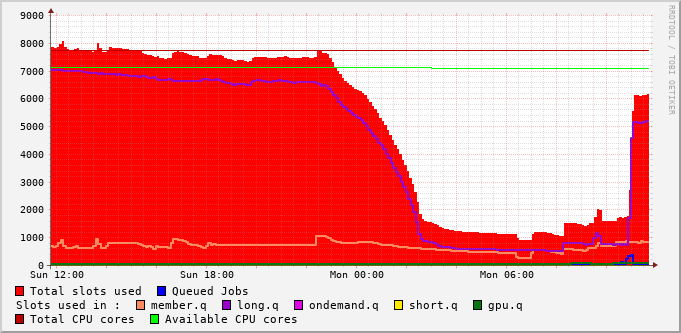 9000
8000
7000
6000
5000
4000
3000
2000
1000
0
Sun 12:00 Sun 18:00 Mon 00:00 Mon 06:00
RRDTOOL / TOBI OETIKER
Total slots used Queued Jobs
Slots used in : member.q long.q ondemand.q short.q gpu.q
Total CPU cores Available CPU cores